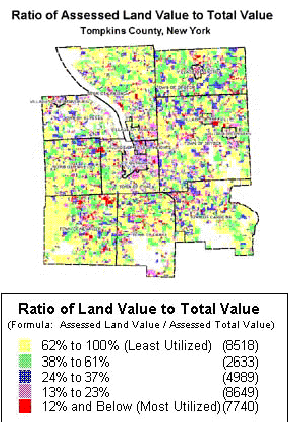 Ratio of Assessed Land Value to Total Value
Tompkins County, New York
Ratio of Land Value to Total Value
(Formula: Assessed Land Value / Assessed Total Value)
62% to 100% (Least Utilized) (8518)
38% to 61% (2633)
24% to 37% (4989)
13% to 23% (8649)
12% and Below (Most Utilized)(7740)